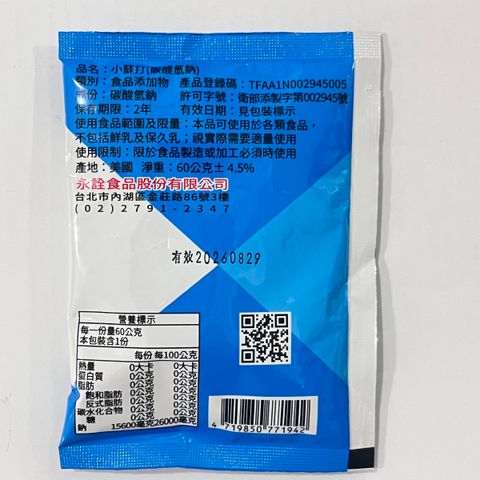 品名：小蘇打(碳酸氫鈉)
類別：食品添加物 產品登錄碼：TFAA1N002945005
成份：碳酸氫鈉 許可字號：衛部添製字第002945號
保存期限：2年 有效日期：見包裝標示
使用食品範圍及限量：本品可使用於各類食品，
不包括鮮乳及保久乳；視實際需要適量使用
使用限制：限於食品製造或加工必須時使用
產地：美國 淨重：60公克± 4.5%
永詮食品股份有限公司
台北市內湖區金莊路86號3樓
(02)2791-2347
有效20260829
營養標示
每一份量60公克
本包裝含1份
每份 每100公克
熱量 0大卡 0大卡
蛋白質 0公克 0公克
脂肪 0公克 0公克
飽和脂肪 0公克 0公克
反式脂肪 0公克 0公克
碳水化合物 0公克 0公克
糖 0公克 0公克
鈉 15600毫克 26000毫克
4 719850 771942